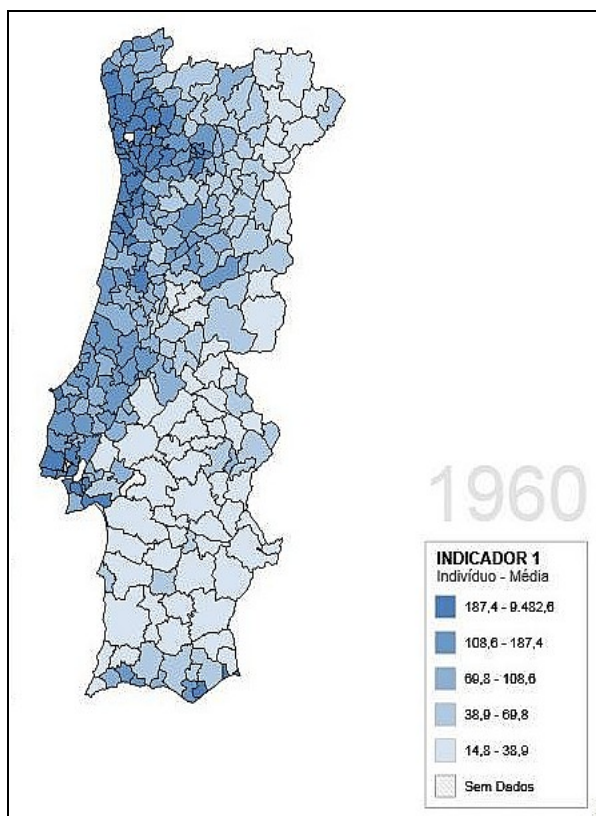 1960
INDICADOR 1
Indivíduo - Média
187,4 - 9.482,6
108,6 - 187,4
69,8 - 108,6
38,9 - 69,8
14,8 - 38,9
Sem Dados